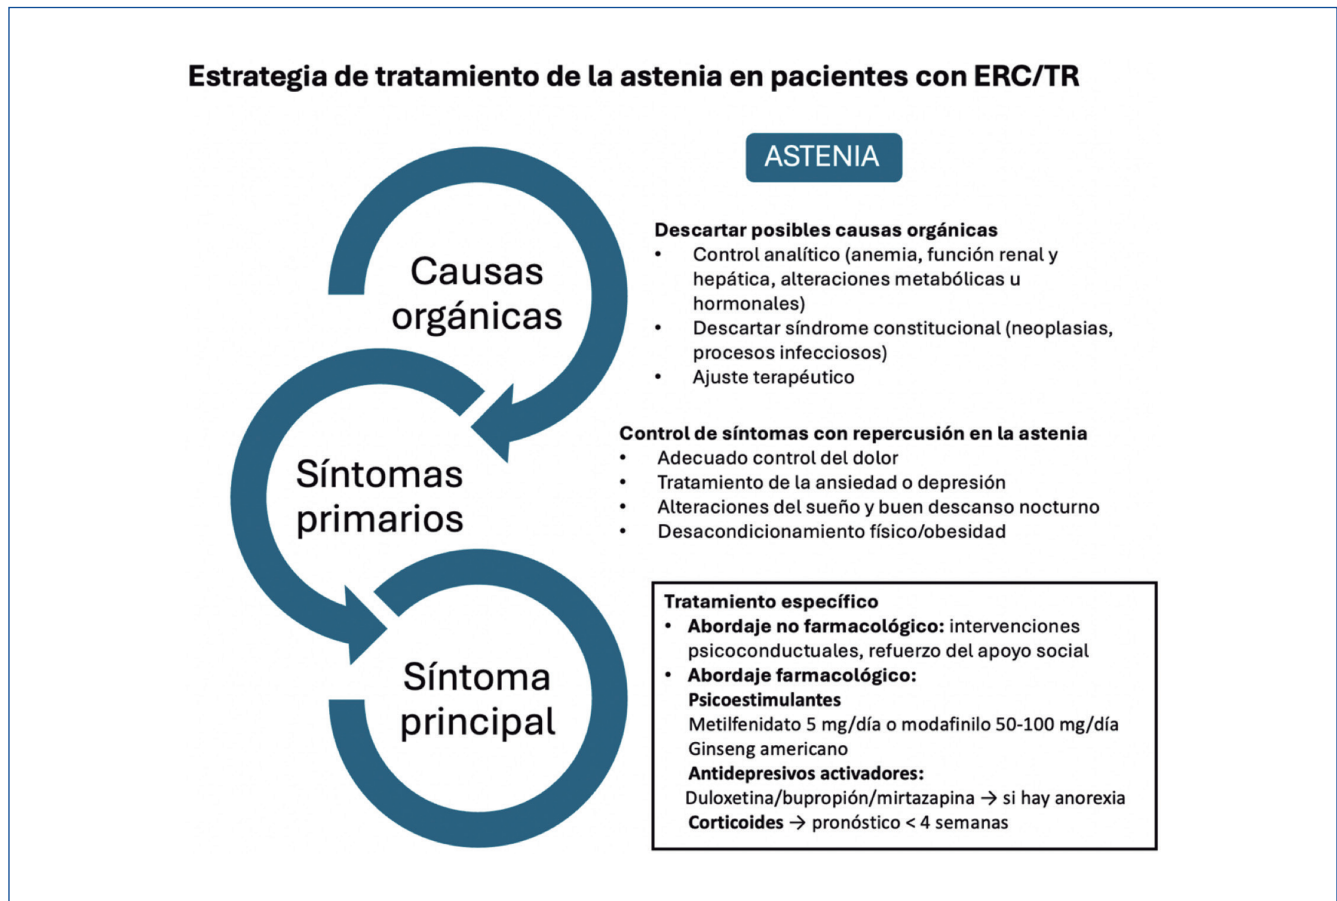 Estrategia de tratamiento de la astenia en pacientes con ERC/TR
ASTENIA
Causas
orgánicas
Descartar posibles causas orgánicas
• Control analítico (anemia, función renal y
hepática, alteraciones metabólicas u
hormonales)
• Descartar síndrome constitucional (neoplasias,
procesos infecciosos)
• Ajuste terapéutico
Síntomas
primarios
Control de síntomas con repercusión en la astenia
• Adecuado control del dolor
• Tratamiento de la ansiedad o depresión
• Alteraciones del sueño y buen descanso nocturno
• Desacondicionamiento físico/obesidad
Síntoma
principal
Tratamiento específico
• Abordaje no farmacológico: intervenciones
psicoconductuales, refuerzo del apoyo social
• Abordaje farmacológico:
Psicoestimulantes
Metilfenidato 5 mg/día o modafinilo 50-100 mg/día
Ginseng americano
Antidepresivos activadores:
Duloxetina/bupropión/mirtazapina → si hay anorexia
Corticoides → pronóstico < 4 semanas